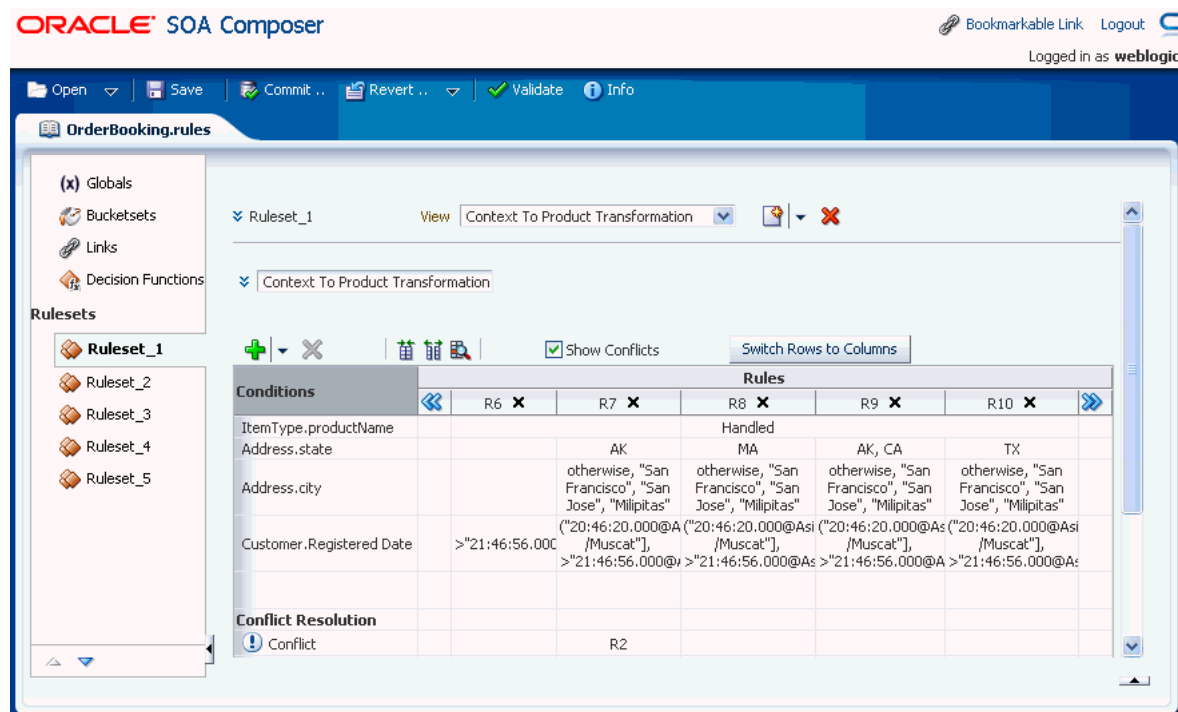 ORACLE SOA Composer
Bookmarkable Link Logout
Logged in as weblogic
Open Save Commit .. Revert .. Validate Info
OrderBooking.rules
(x) Globals
Bucketsets
Links
Decision Functions
Rulesets
Ruleset_1
Ruleset_2
Ruleset_3
Ruleset_4
Ruleset_5
Ruleset_1 View Context To Product Transformation
Context To Product Transformation
Show Conflicts Switch Rows to Columns
Conditions Rules
R6 R7 R8 R9 R10
ItemType.productName Handled
Address.state AK MA AK, CA TX
otherwise, "San otherwise, "San otherwise, "San otherwise, "San
Address.city Francisco", "San Francisco", "San Francisco", "San Francisco", "San
Jose", "Milipitas" Jose", "Milipitas" Jose", "Milipitas" Jose", "Milipitas"
("20:46:20.000@A ("20:46:20.000@Asi ("20:46:20.000@As ("20:46:20.000@Asi
Customer.Registered Date >"21:46:56.000 /Muscat"], /Muscat"], /Muscat"], /Muscat"],
>"21:46:56.000@ >"21:46:56.000@As >"21:46:56.000@A >"21:46:56.000@As
Conflict Resolution
Conflict R2